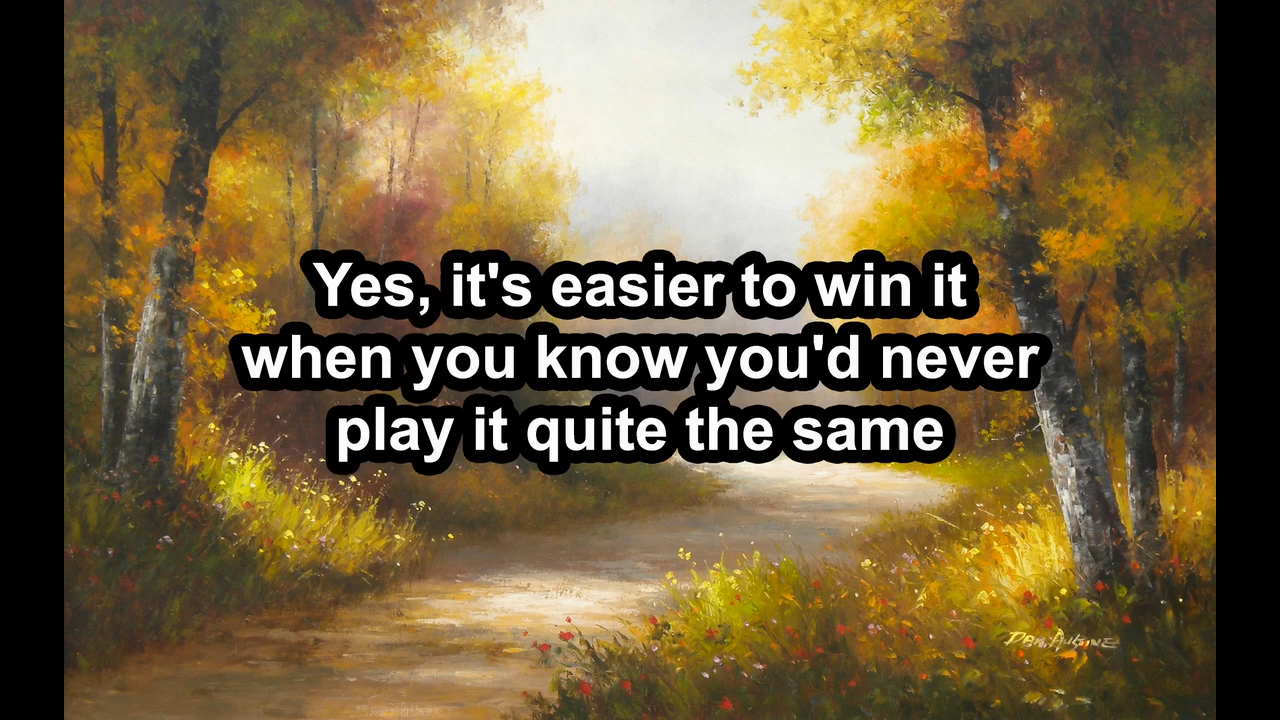 Yes, it's easier to win it
when you know you'd never
play it quite the same